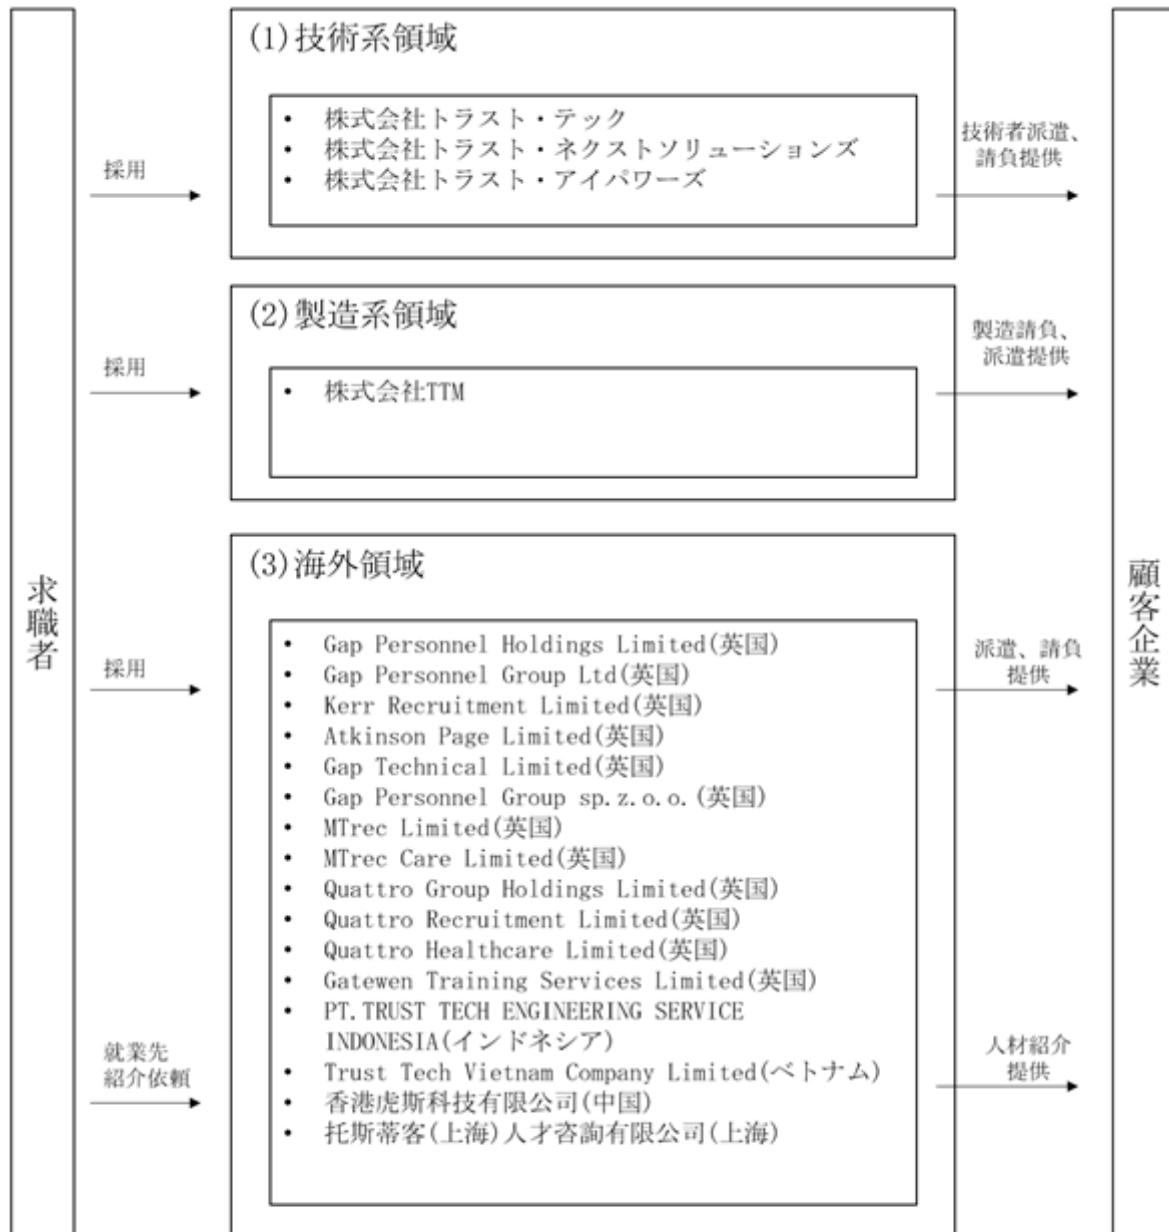 (1)技術系領域
• 株式会社トラスト・テック
• 株式会社トラスト・ネクストソリューションズ
• 株式会社トラスト・アイパワーズ
採用
技術者派遣、
請負提供
(2)製造系領域
• 株式会社TTM
採用
製造請負、
派遣提供
求職者
(3)海外領域
• Gap Personnel Holdings Limited(英国)
• Gap Personnel Group Ltd(英国)
• Kerr Recruitment Limited(英国)
• Atkinson Page Limited(英国)
• Gap Technical Limited(英国)
• Gap Personnel Group sp.z.o.o.(英国)
• MTrec Limited(英国)
• MTrec Care Limited(英国)
• Quattro Group Holdings Limited(英国)
• Quattro Recruitment Limited(英国)
• Quattro Healthcare Limited(英国)
• Gatewen Training Services Limited(英国)
• PT.TRUST TECH ENGINEERING SERVICE
INDONESIA(インドネシア)
• Trust Tech Vietnam Company Limited(ベトナム)
• 香港虎斯科技有限公司(中国)
• 托斯蒂客(上海)人才咨詢有限公司(上海)
採用
派遣、請負
提供
就業先
紹介依頼
人材紹介
提供
顧客企業